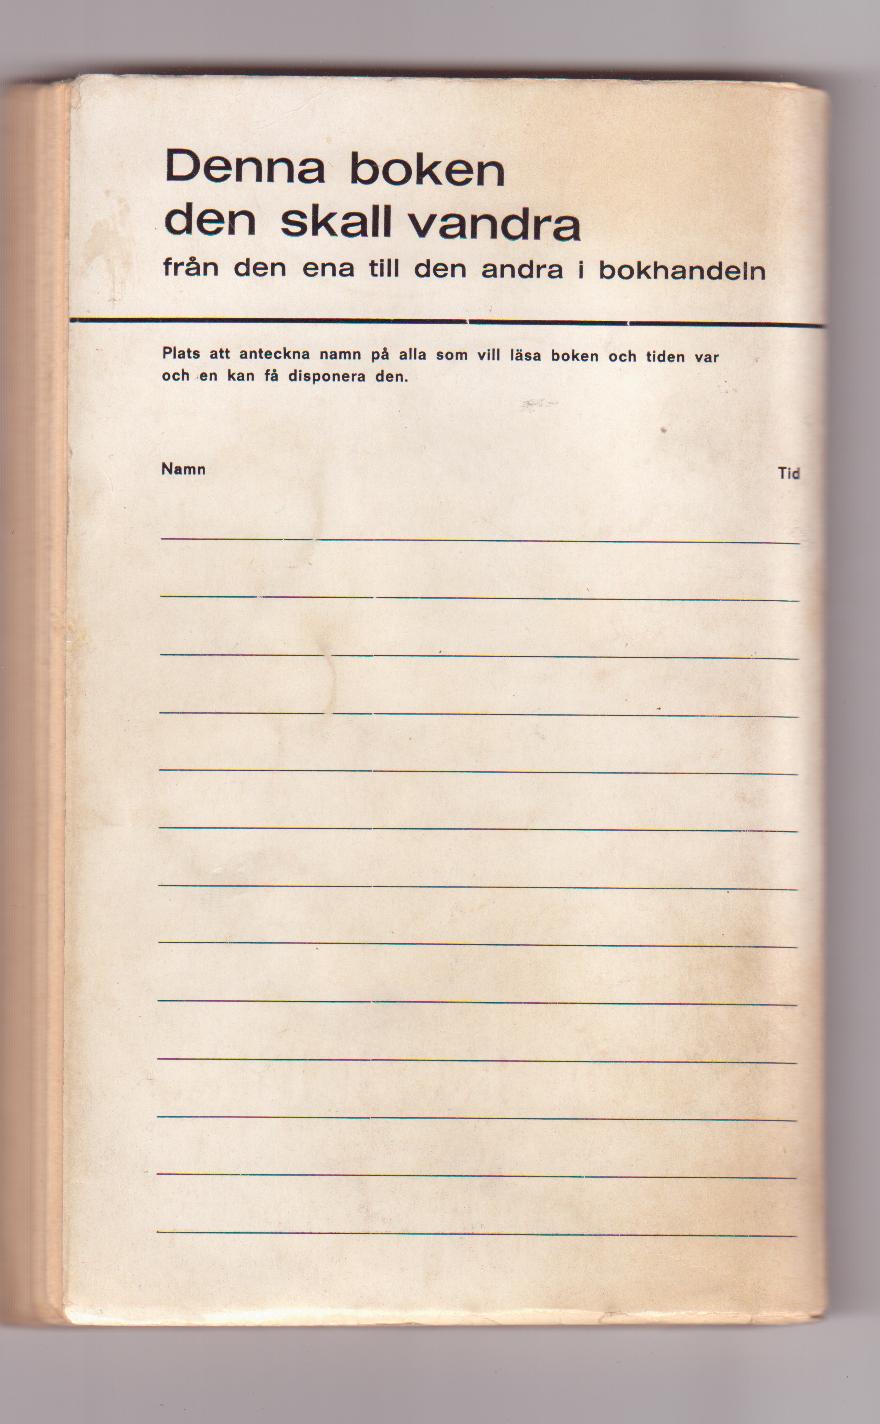 Denna boken
den skall vandra
från den ena till den andra i bokhandeln
Plats att anteckna namn på alla som vill läsa boken och tiden var
och en kan få disponera den.
Namn Tid